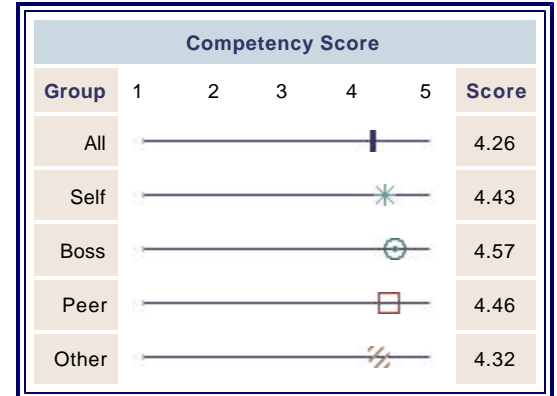 Competency Score
Group 1 2 3 4 5 Score
All 4.26
Self 4.43
Boss 4.57
Peer 4.46
Other 4.32